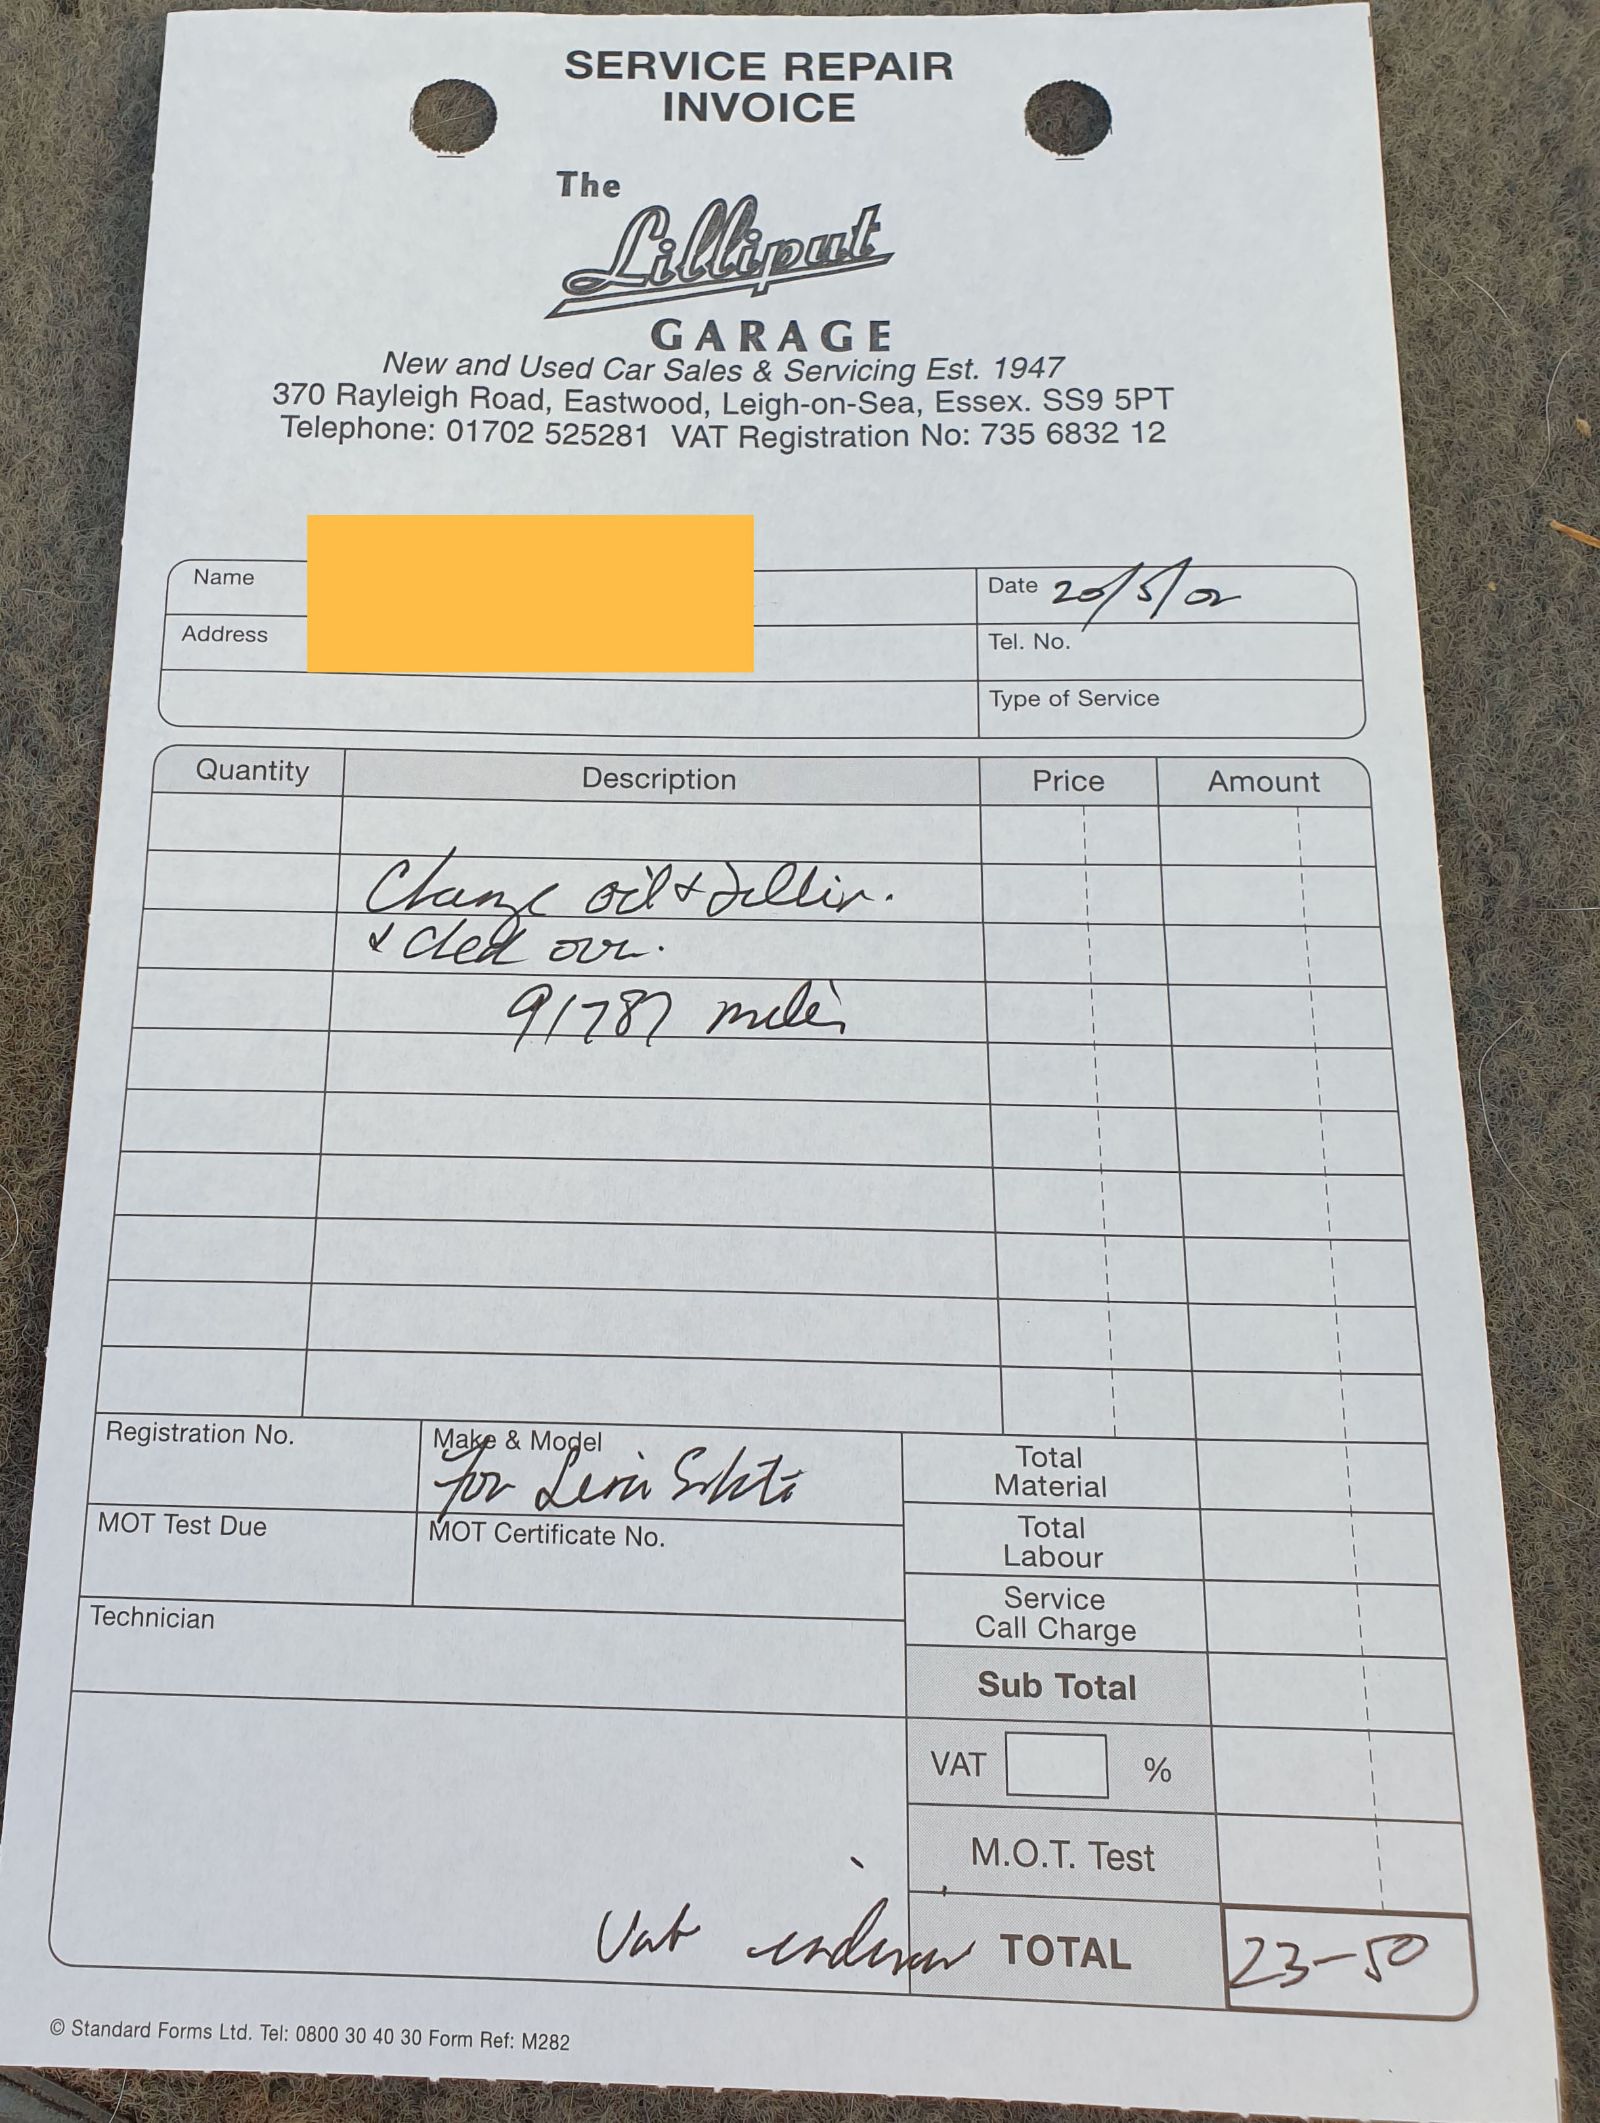 SERVICE REPAIR
INVOICE
The
Lilliput
GARAGE
New and Used Car Sales & Servicing Est. 1947
370 Rayleigh Road, Eastwood, Leigh-on-Sea, Essex. SS9 5PT
Telephone: 01702 525281 VAT Registration No: 735 6832 12
Name
Date 20/5/02
Address
Tel. No.
Type of Service
Quantity Description Price Amount
Change oil &
&
91787 miles
Registration No.
Make & Model
for
MOT Test Due
MOT Certificate No.
Technician
Total
Material
Total
Labour
Service
Call Charge
Sub Total
VAT %
M.O.T. Test
Vat
TOTAL 23-50
© Standard Forms Ltd. Tel: 0800 30 40 30 Form Ref: M282